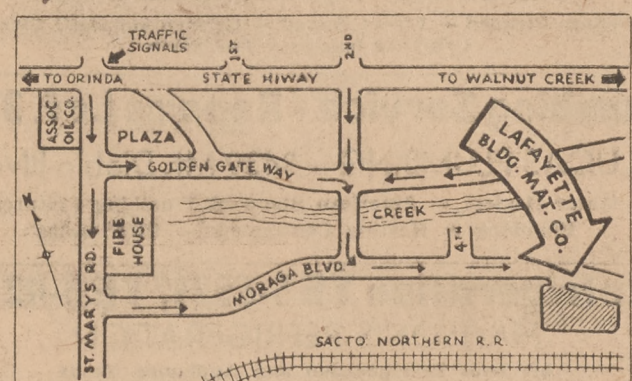 TRAFFIC
SIGNALS
1ST
2ND
TO ORINDA
STATE HIWAY
TO WALNUT CREEK
ASSOC.
OIL CO.
PLAZA
LAFAYETTE
BLDG. MAT. CO.
GOLDEN GATE WAY
N
CREEK
FIRE
HOUSE
4TH
ST. MARYS RD.
MORAGA BLVD.
SACTO. NORTHERN R.R.